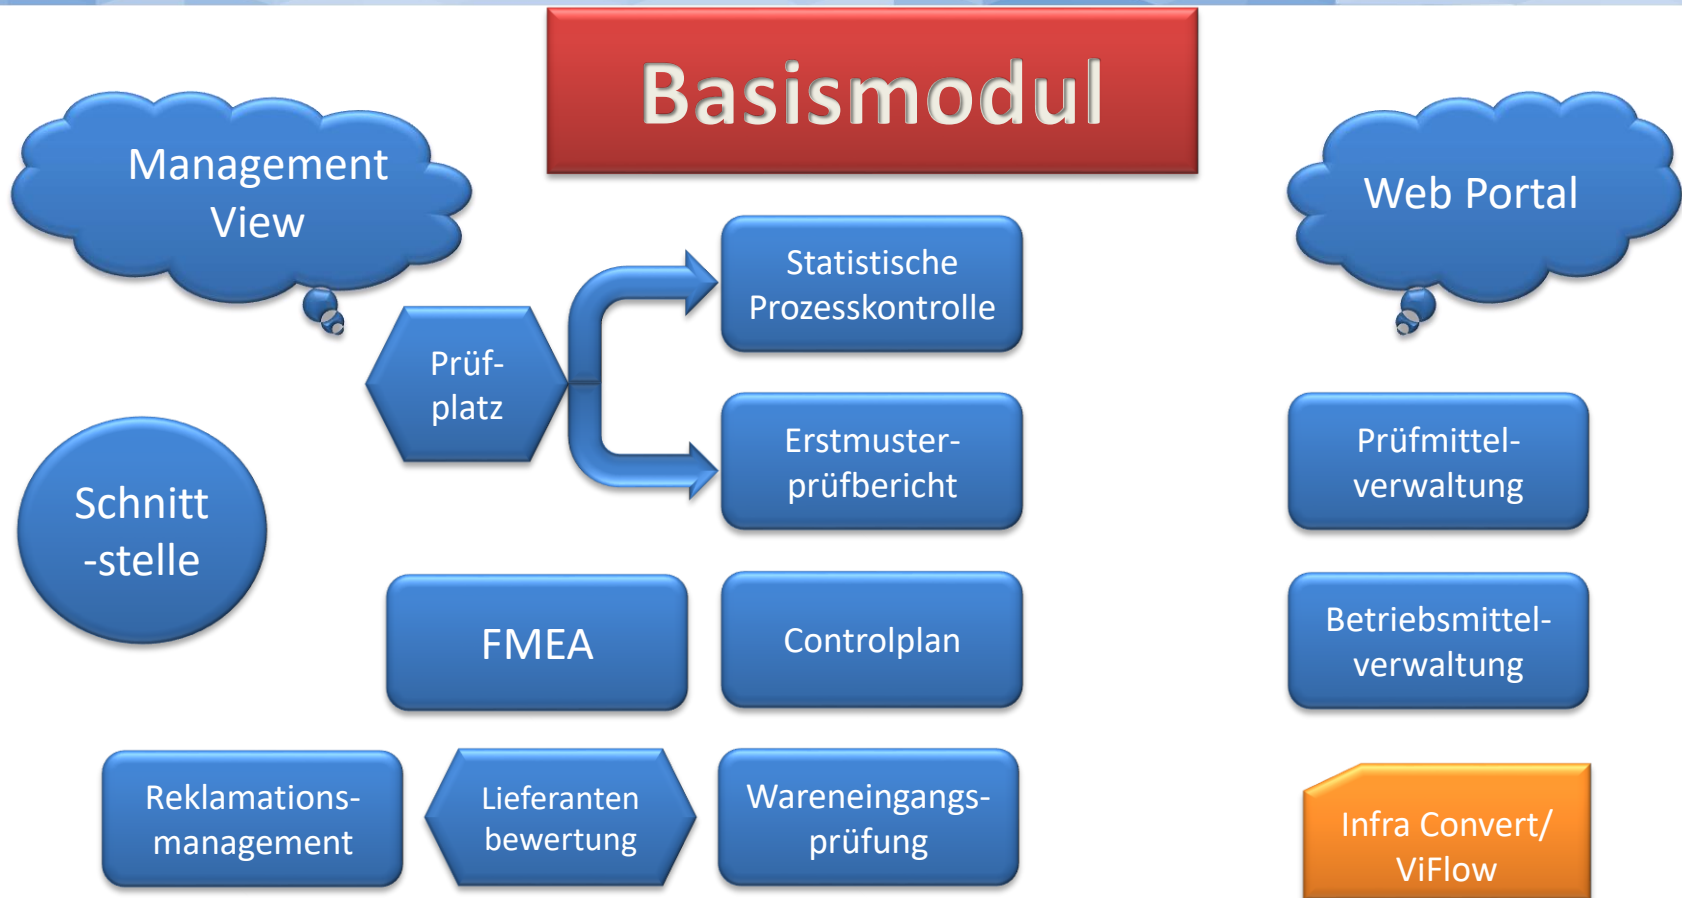 Basismodul
Management
View
Web Portal
Statistische
Prozesskontrolle
Prüf-
platz
Erstmuster-
prüfbericht
Prüfmittel-
verwaltung
Schnitt
-stelle
FMEA
Controlplan
Betriebsmittel-
verwaltung
Reklamations-
management
Lieferanten
bewertung
Wareneingangs-
prüfung
Infra Convert/
ViFlow